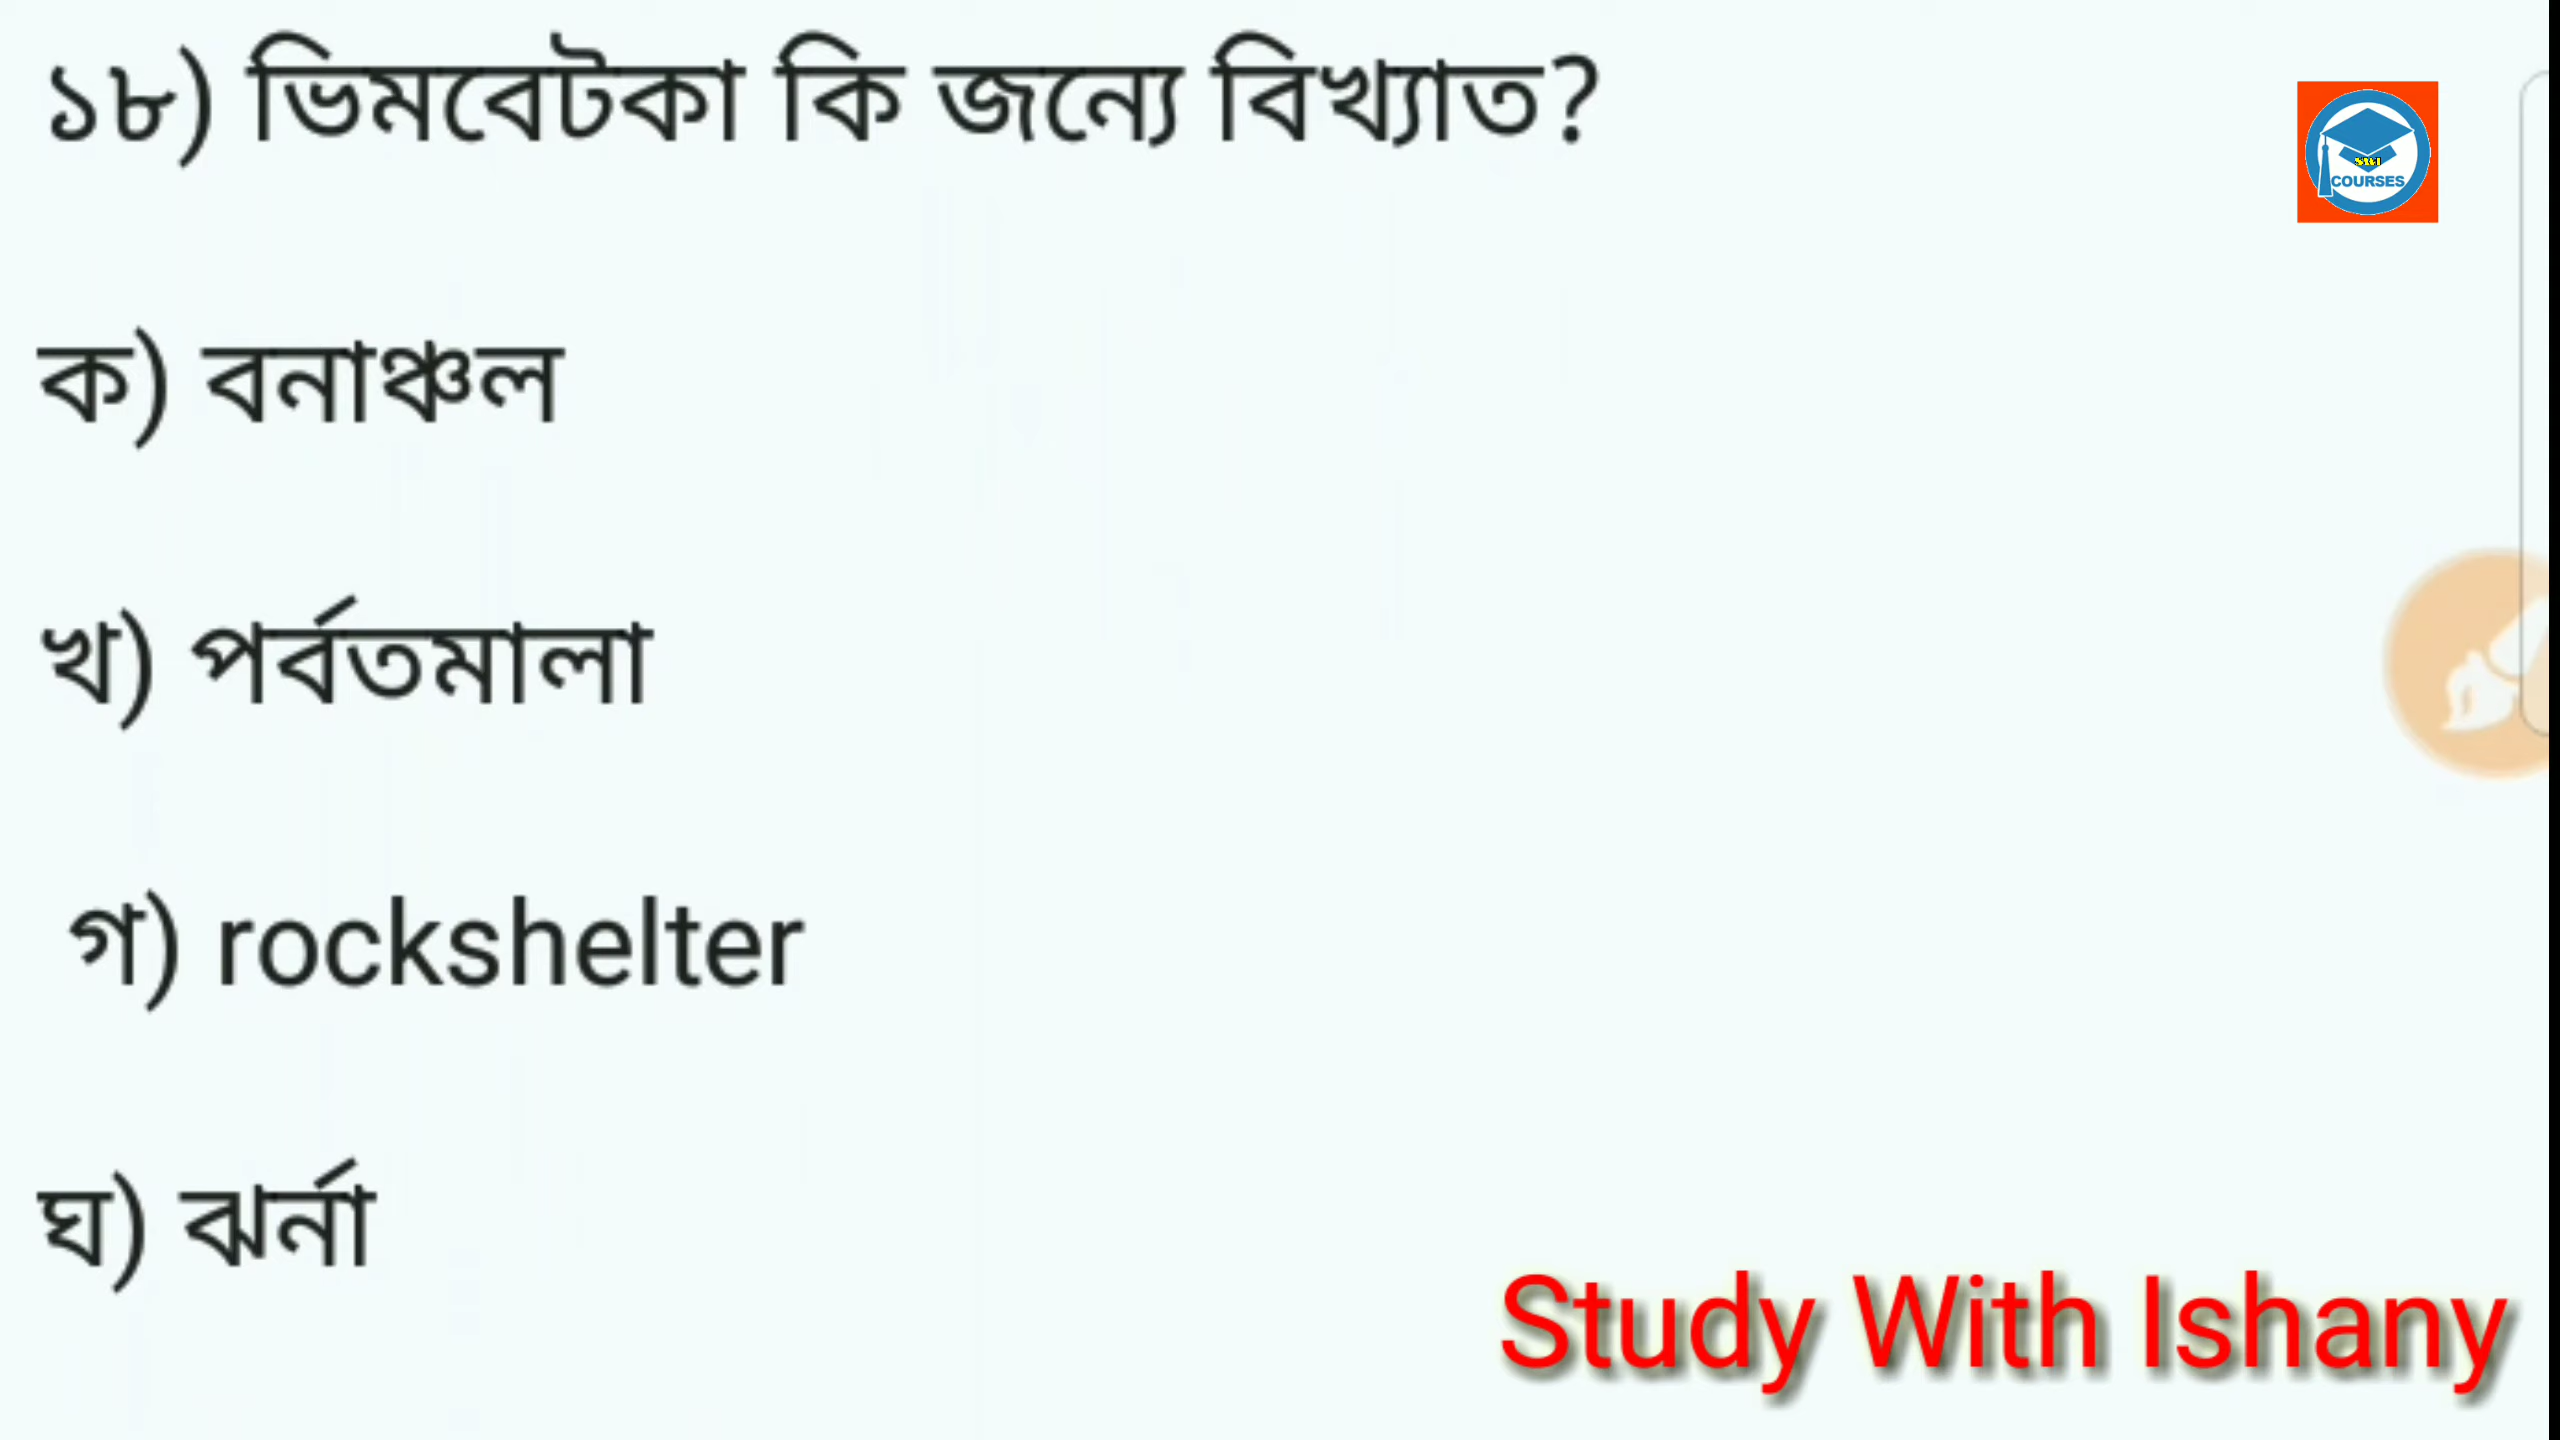 ১৮) ভিমবেটকা কি জন্যে বিখ্যাত?
COURSES
ক) বনাঞ্চল
খ) পর্বতমালা
গ) rockshelter
ঘ) ঝর্না
Study With Ishany